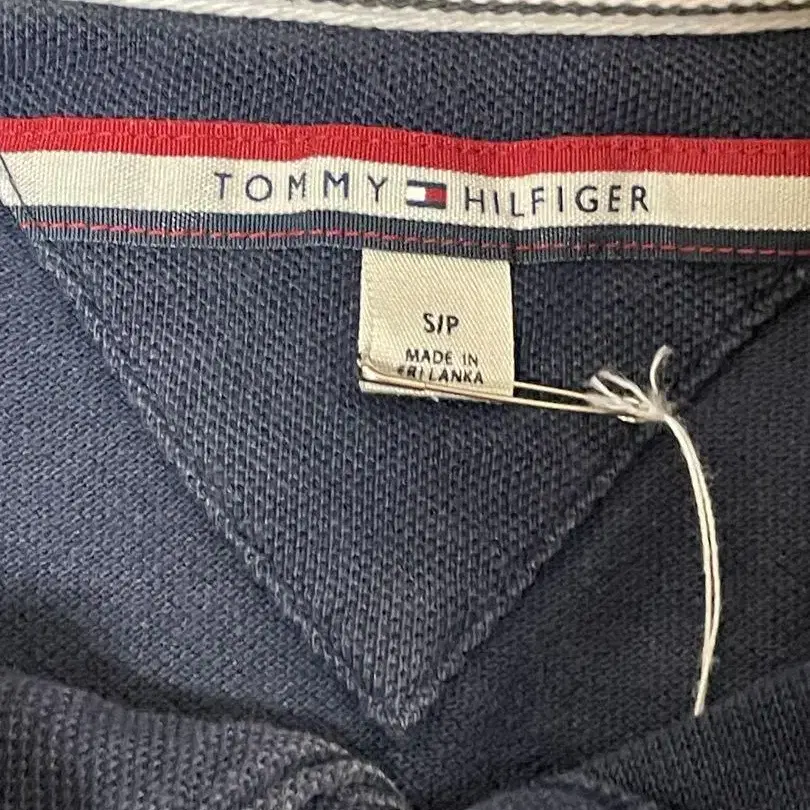 TOMMY HILFIGER
S/P
MADE IN
SRI LANKA